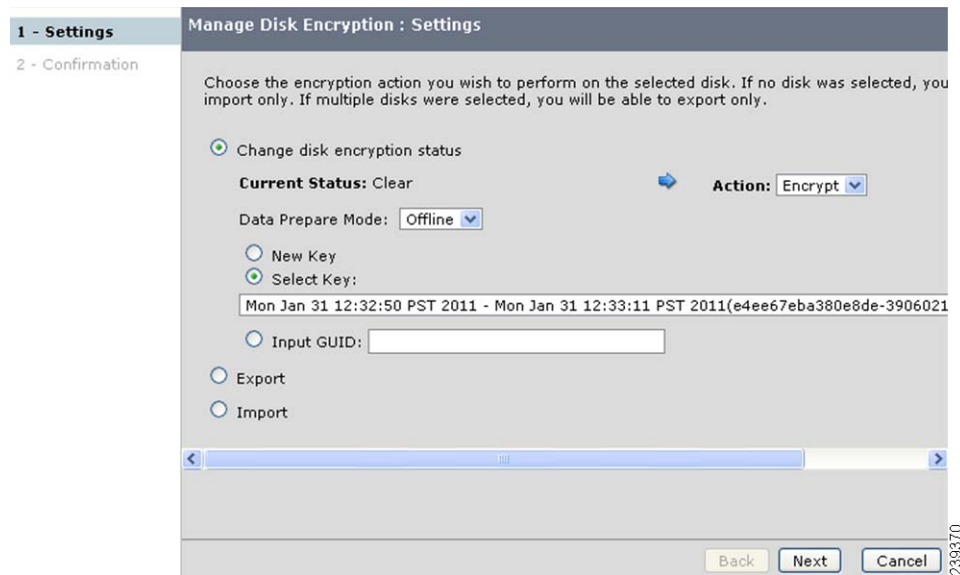 1 - Settings
2 - Confirmation
Manage Disk Encryption : Settings
Choose the encryption action you wish to perform on the selected disk. If no disk was selected, you
import only. If multiple disks were selected, you will be able to export only.
Change disk encryption status
Current Status: Clear
Action: Encrypt
Data Prepare Mode: Offline
New Key
Select Key:
Mon Jan 31 12:32:50 PST 2011 - Mon Jan 31 12:33:11 PST 2011(e4ee67eba380e8de-3906021
Input GUID:
Export
Import
Back Next Cancel
239370